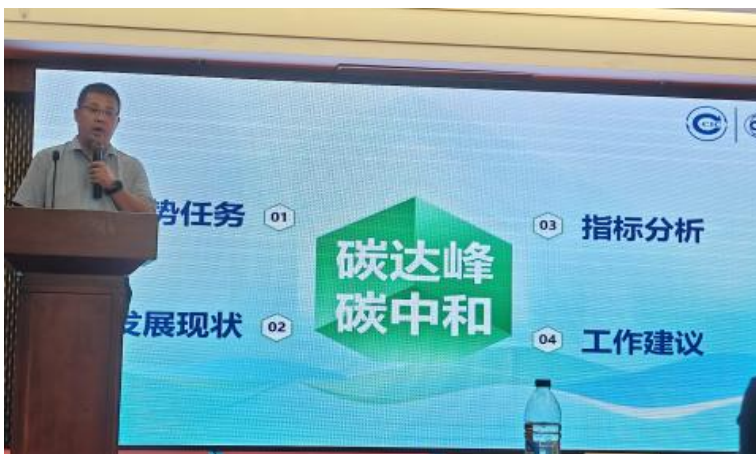 势任务 01
发展现状 02
碳达峰
碳中和
03 指标分析
04 工作建议